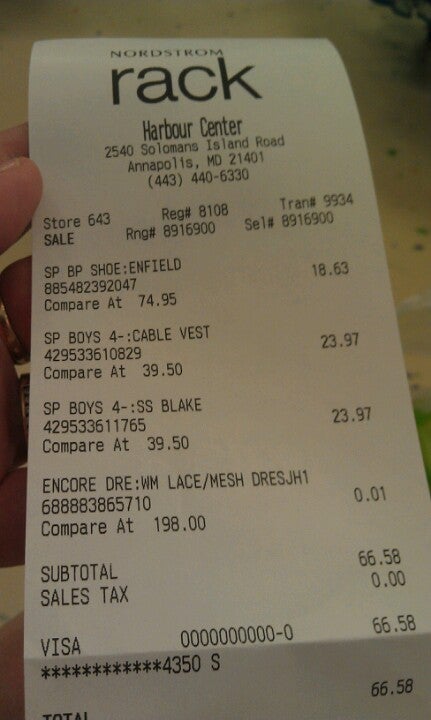 NORDSTROM
rack
Harbour Center
2540 Solomans Island Road
Annapolis, MD 21401
(443) 440-6330
Store 643 Reg# 8108 Tran# 9934
SALE Rng# 8916900 Sel# 8916900
SP BP SHOE:ENFIELD 18.63
885482392047
Compare At 74.95
SP BOYS 4-:CABLE VEST 23.97
429533610829
Compare At 39.50
SP BOYS 4-:SS BLAKE 23.97
429533611765
Compare At 39.50
ENCORE DRE:WM LACE/MESH DRESJH1
688883865710 0.01
Compare At 198.00
SUBTOTAL 66.58
SALES TAX 0.00
VISA 0000000000-0 66.58
************4350 S
TOTAL 66.58